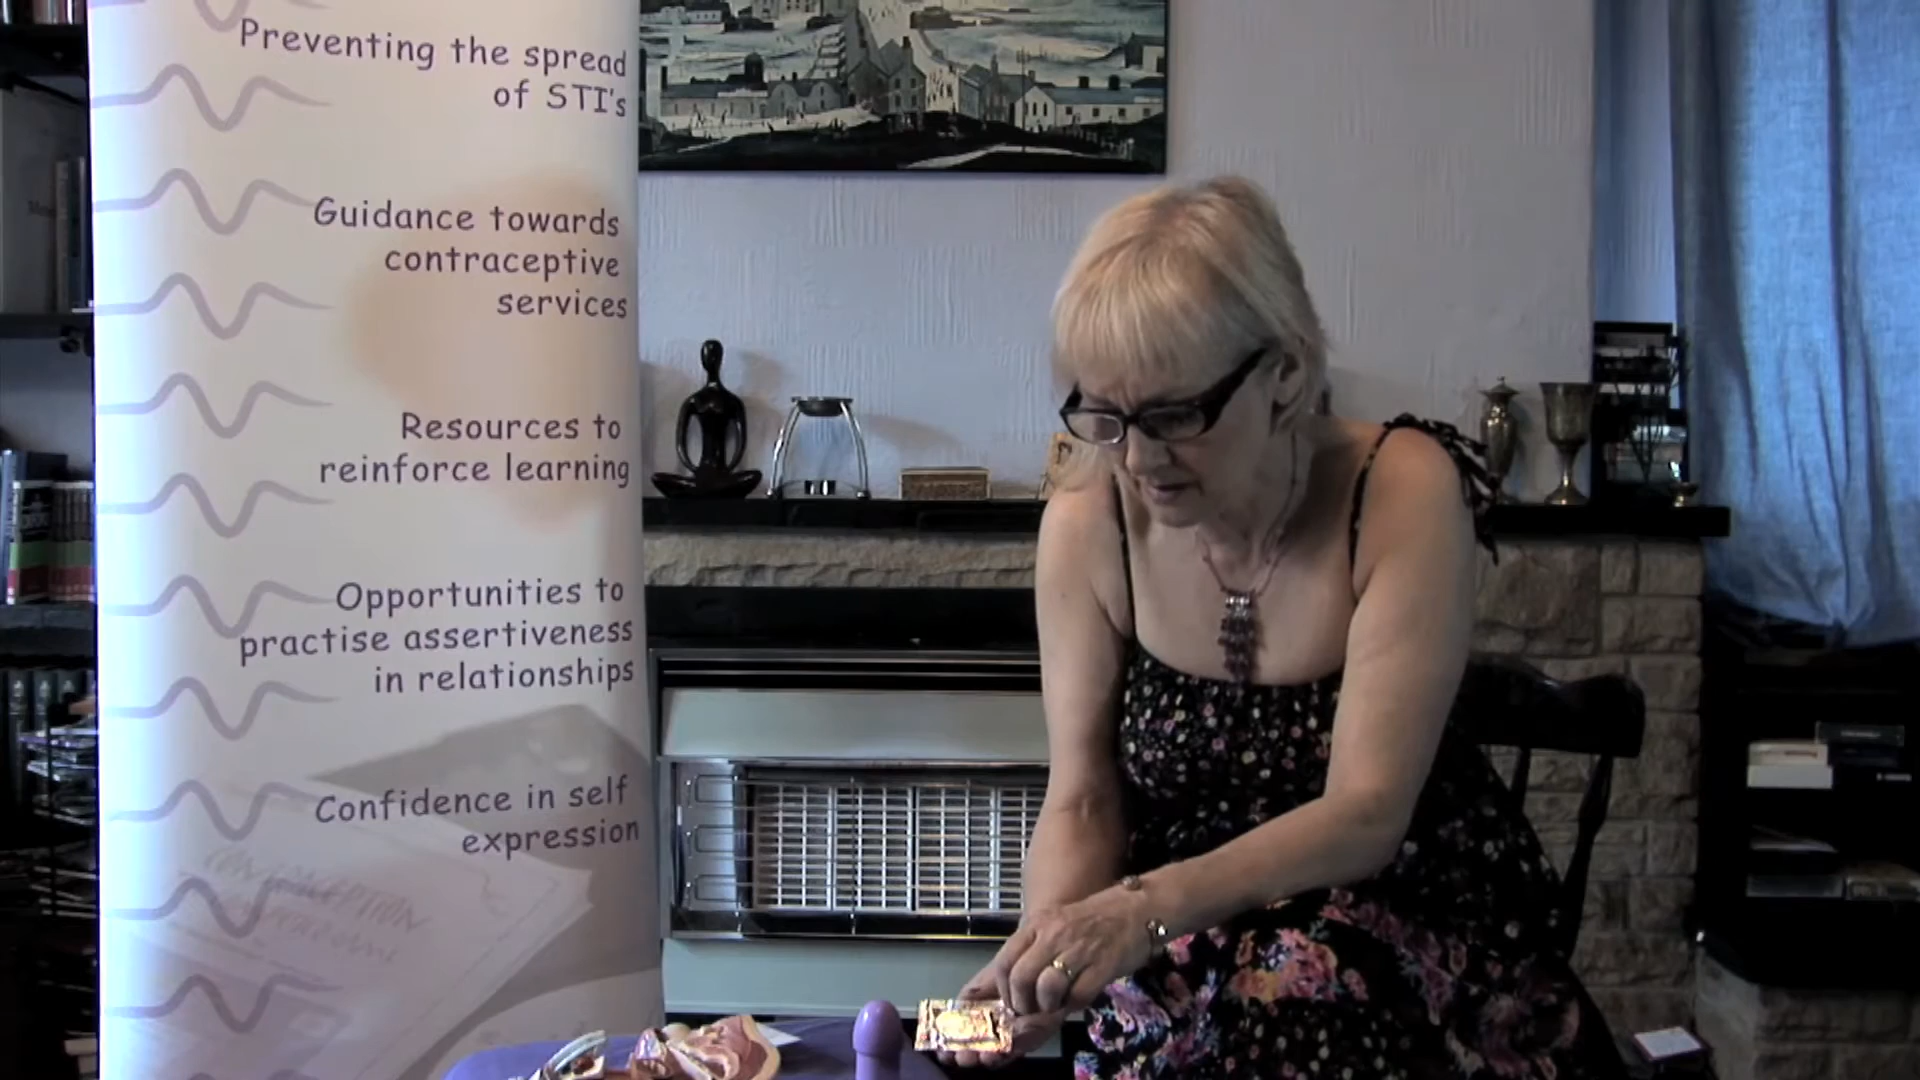 Preventing the spread
of STI's
Guidance towards
contraceptive
services
Resources to
reinforce learning
Opportunities to
practise assertiveness
in relationships
Confidence in self
expression